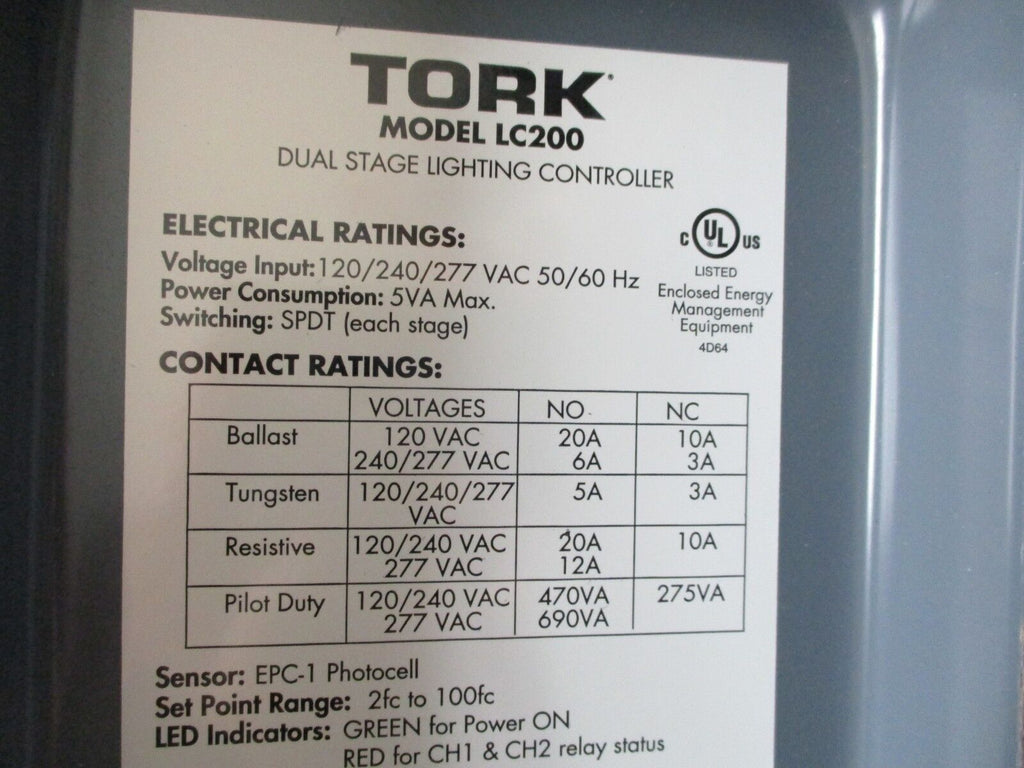 TORK
MODEL LC200
DUAL STAGE LIGHTING CONTROLLER
ELECTRICAL RATINGS:
Voltage Input: 120/240/277 VAC 50/60 Hz
Power Consumption: 5VA Max.
Switching: SPDT (each stage)
c UL® US
LISTED
Enclosed Energy
Management
Equipment
4D64
CONTACT RATINGS:
VOLTAGES NO NC
Ballast 120 VAC 20A 10A
240/277 VAC 6A 3A
Tungsten 120/240/277 5A 3A
VAC
Resistive 120/240 VAC 20A 10A
277 VAC 12A
Pilot Duty 120/240 VAC 470VA 275VA
277 VAC 690VA
Sensor: EPC-1 Photocell
Set Point Range: 2fc to 100fc
LED Indicators: GREEN for Power ON
RED for CH1 & CH2 relay status